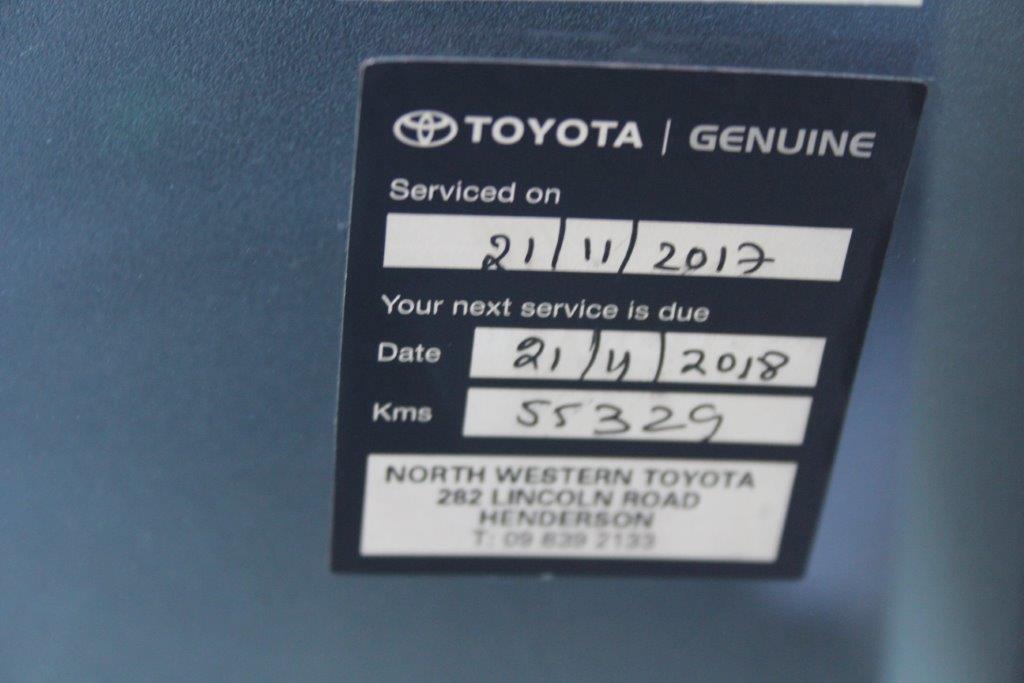 TOYOTA | GENUINE
Serviced on
21/11/2017
Your next service is due
Date 21/11/2018
Kms 55329
NORTH WESTERN TOYOTA
282 LINCOLN ROAD
HENDERSON
T: 09 839 2133